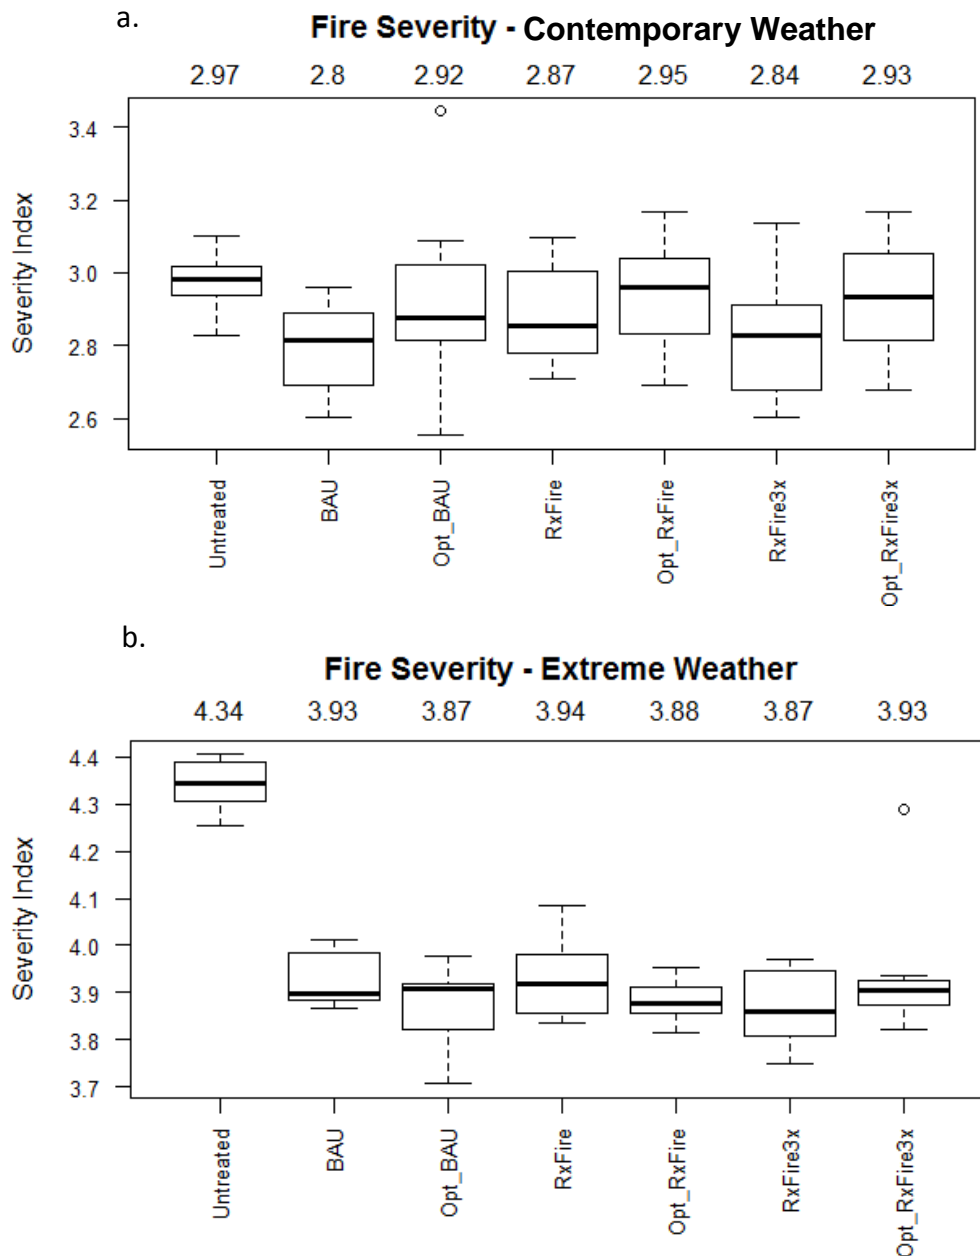 a.
Fire Severity - Contemporary Weather
2.97 2.8 2.92 2.87 2.95 2.84 2.93
3.4
3.2
3.0
2.8
2.6
Severity Index
Untreated
BAU
Opt_BAU
RxFire
Opt_RxFire
RxFire3x
Opt_RxFire3x
b.
Fire Severity - Extreme Weather
4.34 3.93 3.87 3.94 3.88 3.87 3.93
4.4
4.3
4.2
4.1
4.0
3.9
3.8
3.7
Severity Index
Untreated
BAU
Opt_BAU
RxFire
Opt_RxFire
RxFire3x
Opt_RxFire3x